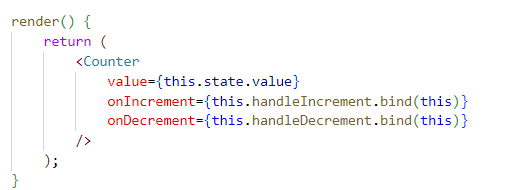 render() {
    return (
        <Counter
            value={this.state.value}
            onIncrement={this.handleIncrement.bind(this)}
            onDecrement={this.handleDecrement.bind(this)}
        />
    );
}